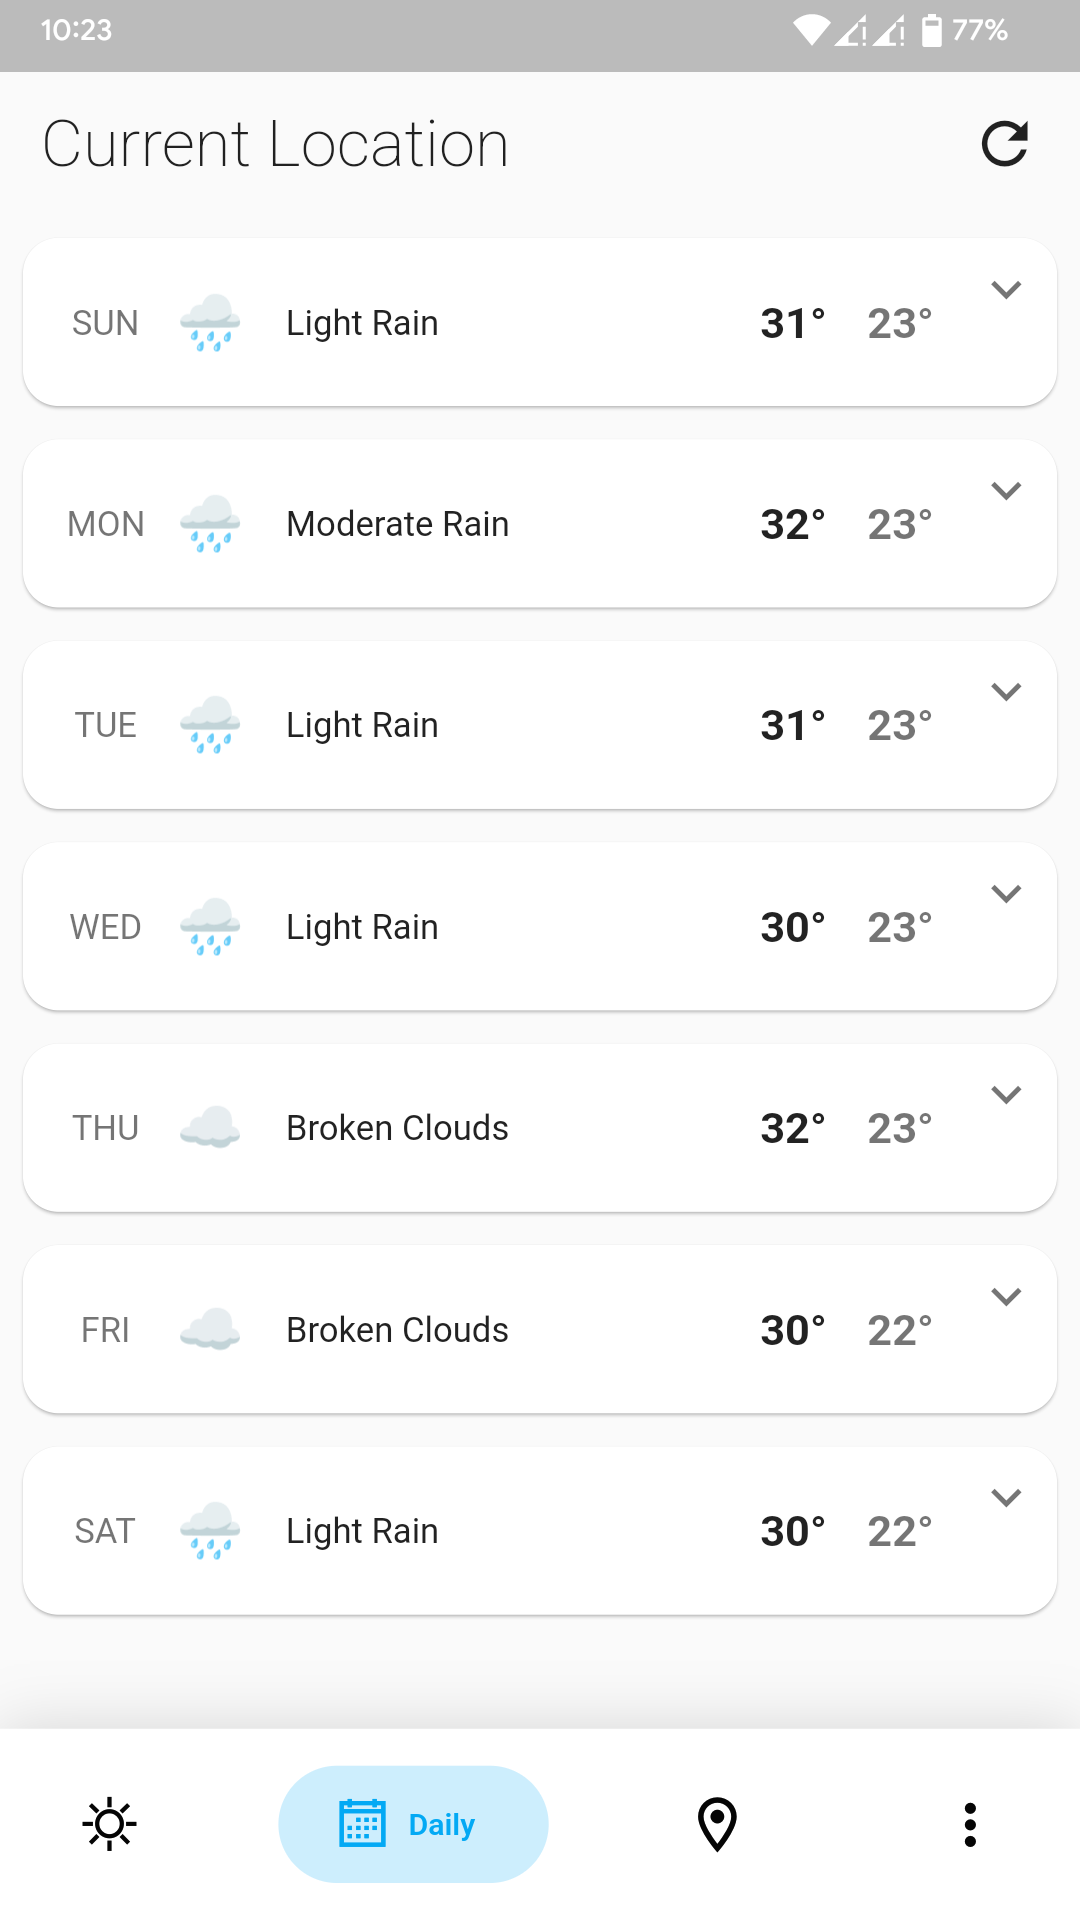 10:23 77%
Current Location
SUN Light Rain 31° 23°
MON Moderate Rain 32° 23°
TUE Light Rain 31° 23°
WED Light Rain 30° 23°
THU Broken Clouds 32° 23°
FRI Broken Clouds 30° 22°
SAT Light Rain 30° 22°
Daily